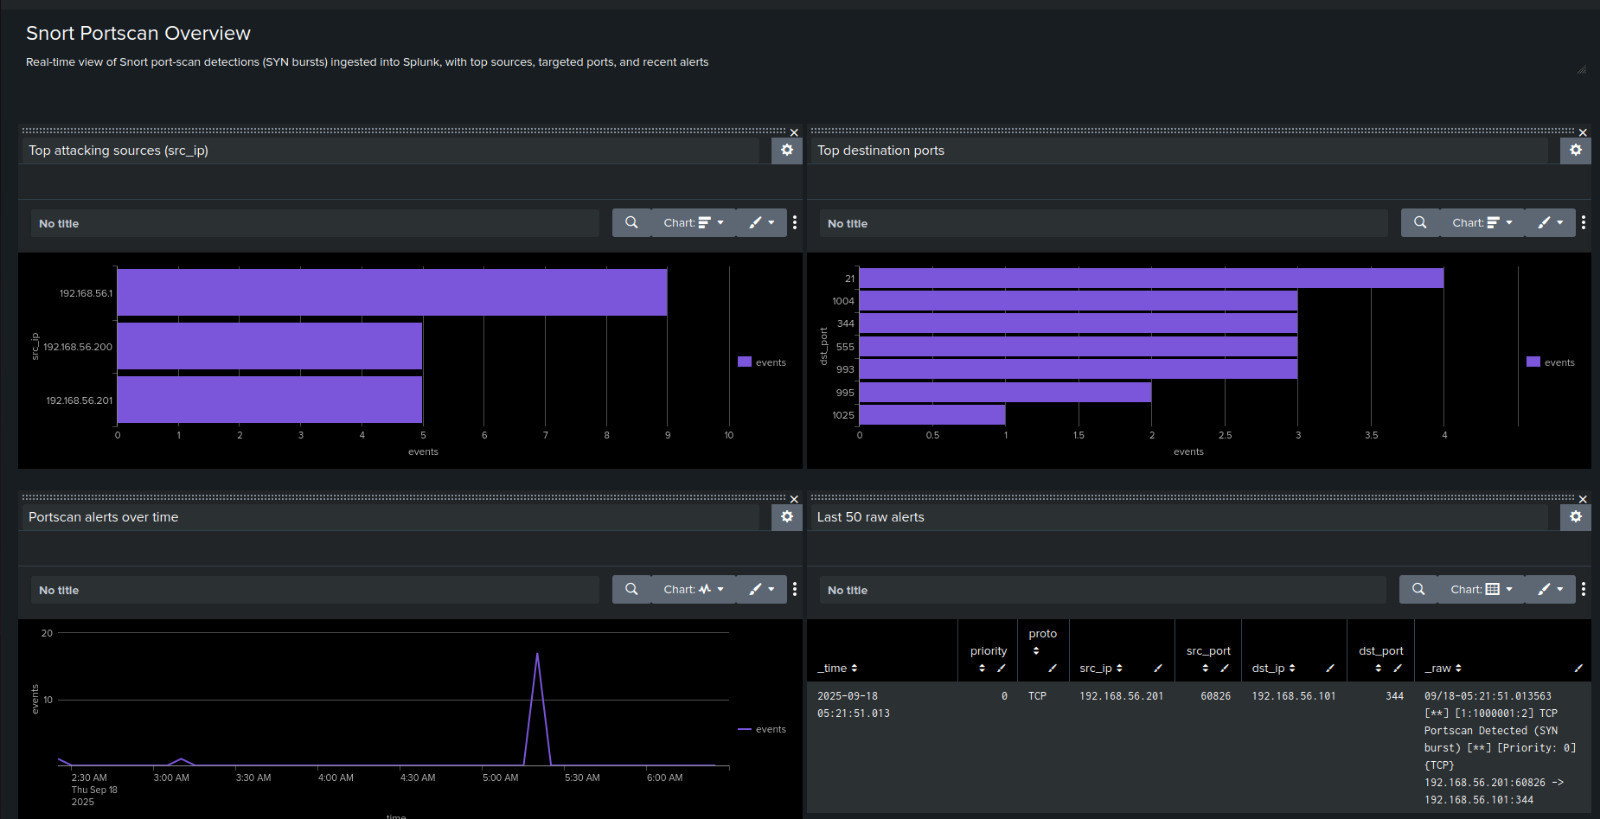 Snort Portscan Overview
Real-time view of Snort port-scan detections (SYN bursts) ingested into Splunk, with top sources, targeted ports, and recent alerts
Top attacking sources (src_ip)
No title
Chart:
src_ip
192.168.56.1
192.168.56.200
192.168.56.201
0 1 2 3 4 5 6 7 8 9 10
events
events
Top destination ports
No title
Chart:
dst_port
21
1004
344
555
993
995
1025
0 0.5 1 1.5 2 2.5 3 3.5 4
events
events
Portscan alerts over time
No title
Chart:
events
20
10
2:30 AM 3:00 AM 3:30 AM 4:00 AM 4:30 AM 5:00 AM 5:30 AM 6:00 AM
Thu Sep 18
2025
time
events
Last 50 raw alerts
No title
Chart:
_time priority proto src_ip src_port dst_ip dst_port _raw
2025-09-18
05:21:51.013
0
TCP
192.168.56.201
60826
192.168.56.101
344
09/18-05:21:51.013563
[**] [1:1000001:2] TCP
Portscan Detected (SYN
burst) [**] [Priority: 0]
{TCP}
192.168.56.201:60826 ->
192.168.56.101:344